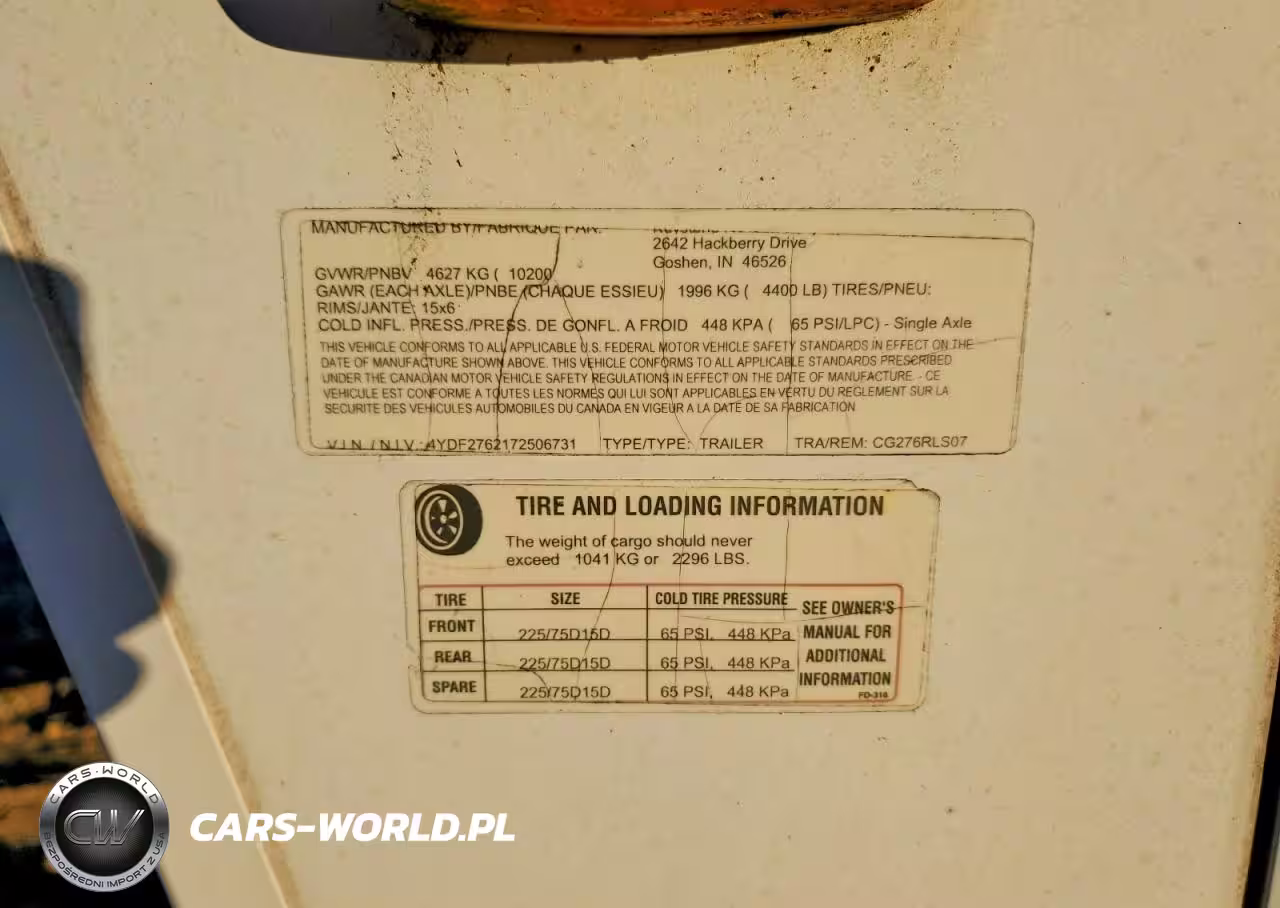 MANUFACTURED BY/FABRIQUE PAR:
2642 Hackberry Drive
Goshen, IN 46526
GVWR/PNBV 4627 KG ( 10200
GAWR (EACH AXLE)/PNBE (CHAQUE ESSIEU) 1996 KG ( 4400 LB) TIRES/PNEU:
RIMS/JANTE: 15x6
COLD INFL. PRESS./PRESS. DE GONFL. A FROID 448 KPA ( 65 PSI/LPC) - Single Axle
THIS VEHICLE CONFORMS TO ALL APPLICABLE U.S. FEDERAL MOTOR VEHICLE SAFETY STANDARDS IN EFFECT ON THE
DATE OF MANUFACTURE SHOWN ABOVE. THIS VEHICLE CONFORMS TO ALL APPLICABLE STANDARDS PRESCRIBED
UNDER THE CANADIAN MOTOR VEHICLE SAFETY REGULATIONS IN EFFECT ON THE DATE OF MANUFACTURE. - CE
VEHICULE EST CONFORME A TOUTES LES NORMES QUI LUI SONT APPLICABLES EN VERTU DU REGLEMENT SUR LA
SECURITE DES VEHICULES AUTOMOBILES DU CANADA EN VIGEUR A LA DATE DE SA FABRICATION
V.I.N. / N.I.V.: 4YDF2762172506731 TYPE/TYPE: TRAILER TRA/REM: CG276RLS07
TIRE AND LOADING INFORMATION
The weight of cargo should never
exceed 1041 KG or 2296 LBS.
TIRE SIZE COLD TIRE PRESSURE SEE OWNER'S
FRONT 225/75D15D 65 PSI, 448 KPa MANUAL FOR
REAR 225/75D15D 65 PSI, 448 KPa ADDITIONAL
SPARE 225/75D15D 65 PSI, 448 KPa INFORMATION
FD-316
CARS-WORLD
CW
BEZPOŚREDNI IMPORT Z USA
CARS-WORLD.PL